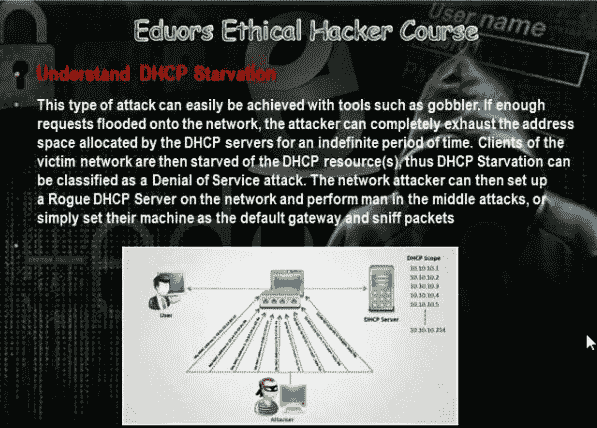 Eduors Ethical Hacker Course
User name
Understand DHCP Starvation
This type of attack can easily be achieved with tools such as gobbler. If enough
requests flooded onto the network, the attacker can completely exhaust the address
space allocated by the DHCP servers for an indefinite period of time. Clients of the
victim network are then starved of the DHCP resource(s), thus DHCP Starvation can
be classified as a Denial of Service attack. The network attacker can then set up
a Rogue DHCP Server on the network and perform man in the middle attacks, or
simply set their machine as the default gateway and sniff packets
User
DHCP Server
DHCP Scope
10.10.10.1
10.10.10.2
10.10.10.3
10.10.10.4
10.10.10.5
10.10.10.254
Attacker